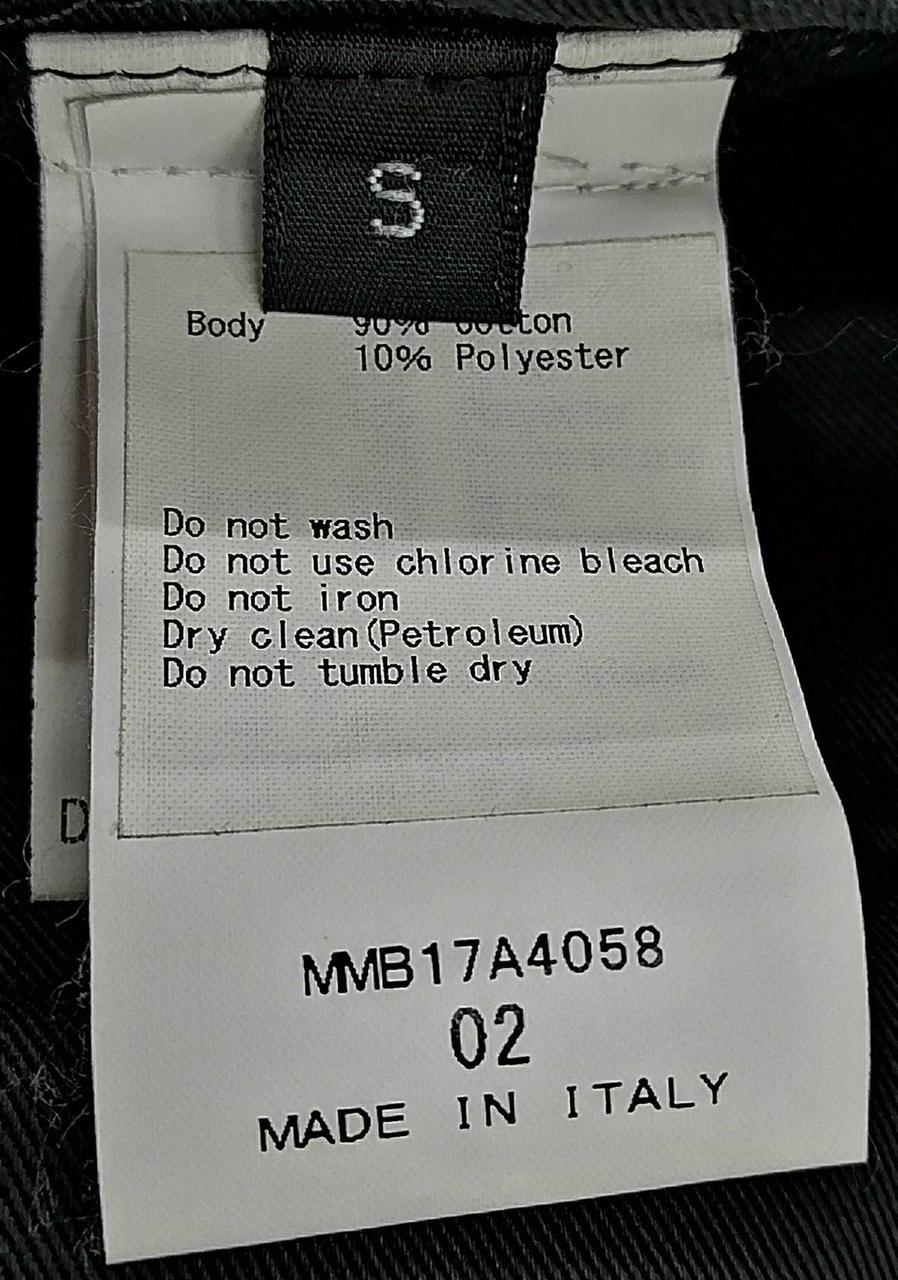 S
Body 90% Cotton
10% Polyester
Do not wash
Do not use chlorine bleach
Do not iron
Dry clean(Petroleum)
Do not tumble dry
D
MMB17A4058
02
MADE IN ITALY